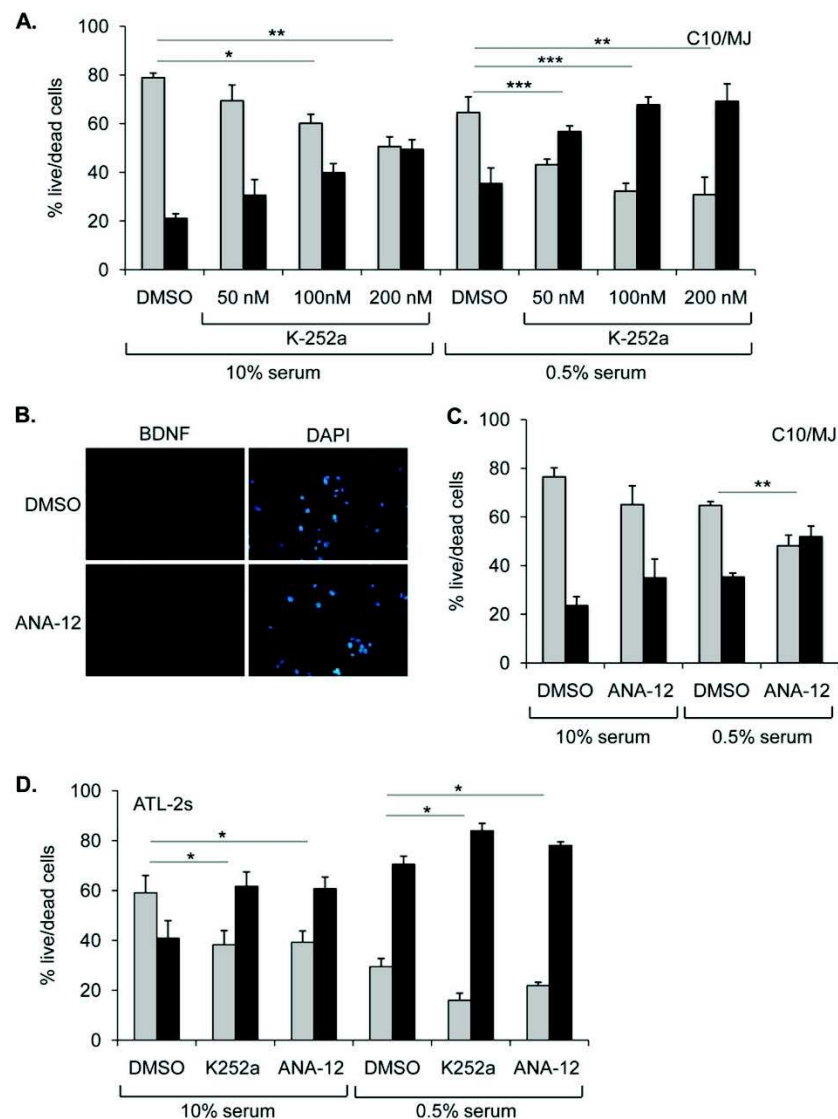 A.
C10/MJ
% live/dead cells
100
80
60
40
20
0
** 
*
**
***
***
DMSO 50 nM 100nM 200 nM DMSO 50 nM 100nM 200 nM
K-252a K-252a
10% serum 0.5% serum
B.
BDNF DAPI
DMSO
ANA-12
C.
C10/MJ
% live/dead cells
100
80
60
40
20
0
**
DMSO ANA-12 DMSO ANA-12
10% serum 0.5% serum
D.
ATL-2s
% live/dead cells
100
80
60
40
20
0
*
*
*
*
DMSO K252a ANA-12 DMSO K252a ANA-12
10% serum 0.5% serum